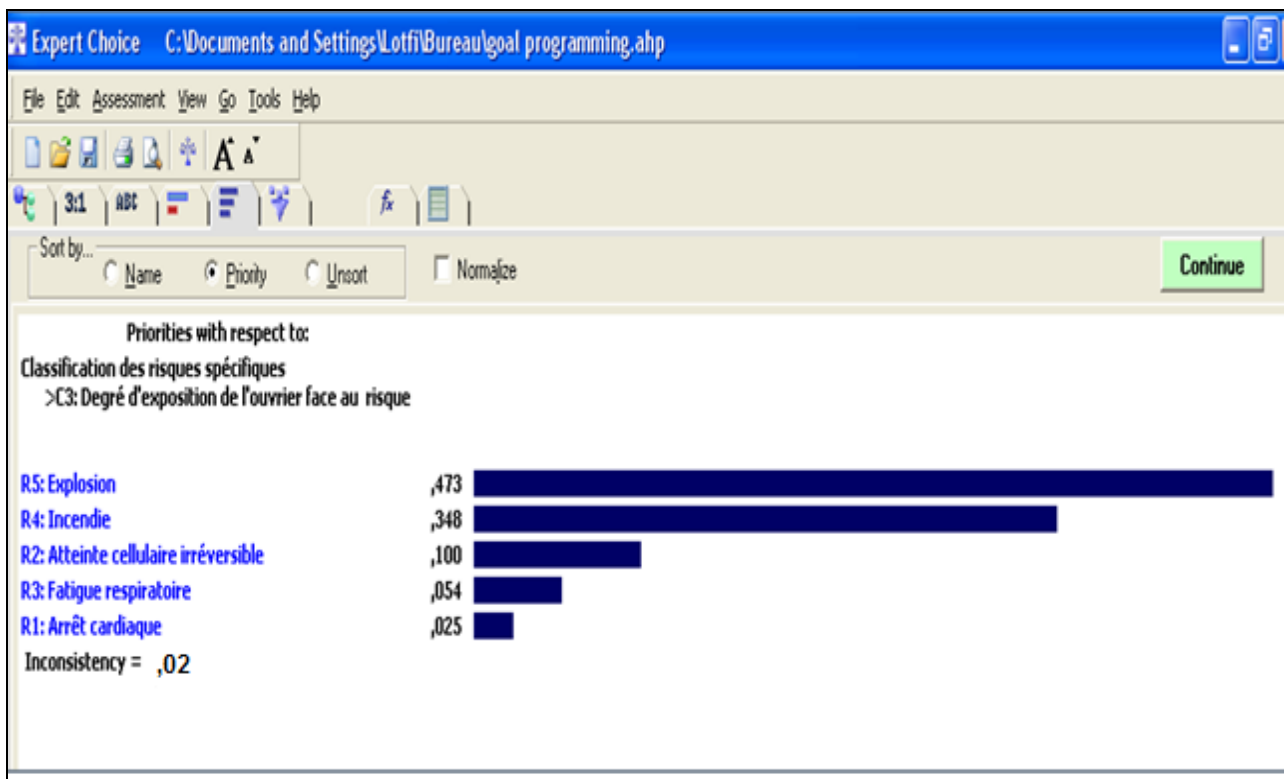 Expert Choice C:\Documents and Settings\Lotfi\Bureau\goal programming.ahp
File Edit Assessment View Go Tools Help
A A
3:1 ABC fx
Sort by... Name Priority Unsort Normalize Continue
Priorities with respect to:
Classification des risques spécifiques
>C3: Degré d'exposition de l'ouvrier face au risque
R5: Explosion ,473
R4: Incendie ,348
R2: Atteinte cellulaire irréversible ,100
R3: Fatigue respiratoire ,054
R1: Arrêt cardiaque ,025
Inconsistency = ,02